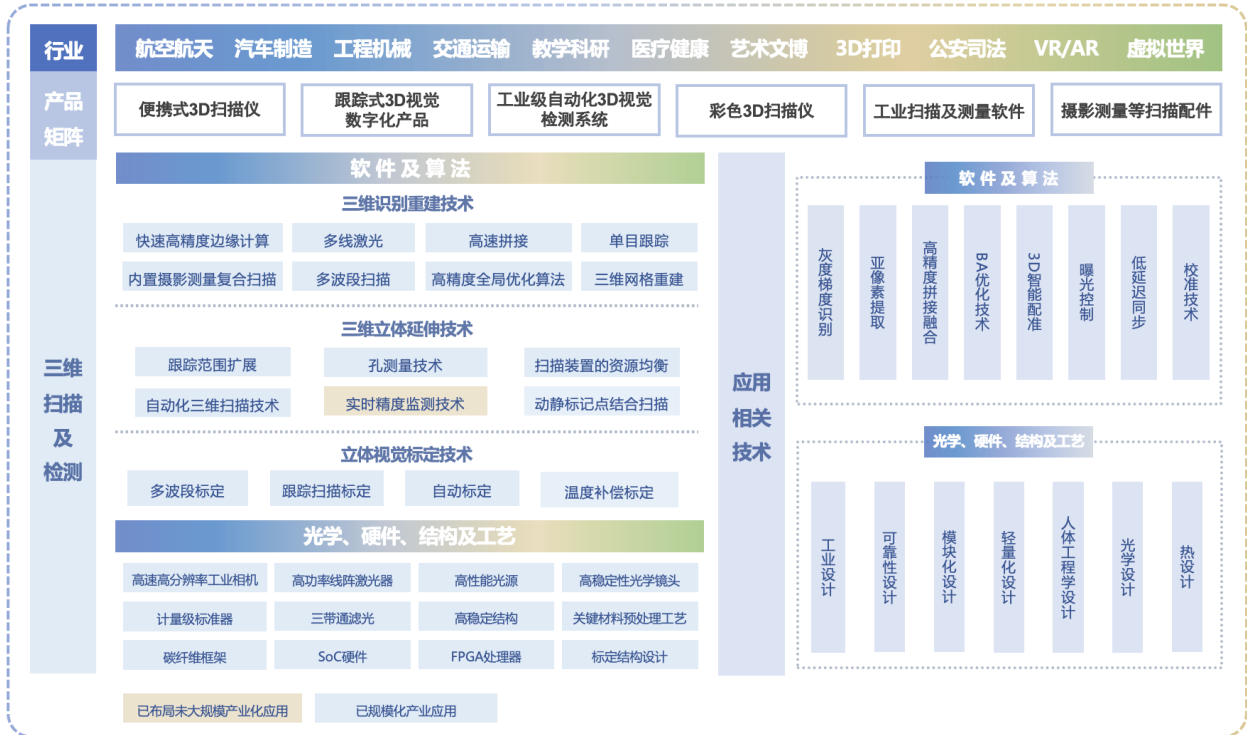 行业
航空航天 汽车制造 工程机械 交通运输 教学科研 医疗健康 艺术文博 3D打印 公安司法 VR/AR 虚拟世界
产品
矩阵
便携式3D扫描仪
跟踪式3D视觉
数字化产品
工业级自动化3D视觉
检测系统
彩色3D扫描仪
工业扫描及测量软件
摄影测量等扫描配件
三维
扫描
及
检测
软件及算法
三维识别重建技术
快速高精度边缘计算 多线激光 高速拼接 单目跟踪
内置摄影测量复合扫描 多波段扫描 高精度全局优化算法 三维网格重建
三维立体延伸技术
跟踪范围扩展 孔测量技术 扫描装置的资源均衡
自动化三维扫描技术 实时精度监测技术 动静标记点结合扫描
立体视觉标定技术
多波段标定 跟踪扫描标定 自动标定 温度补偿标定
光学、硬件、结构及工艺
高速高分辨率工业相机 高功率线阵激光器 高性能光源 高稳定性光学镜头
计量级标准器 三带通滤光 高稳定结构 关键材料预处理工艺
碳纤维框架 SoC硬件 FPGA处理器 标定结构设计
已布局未大规模产业化应用 已规模化产业应用
应用
相关
技术
软件及算法
灰度梯度识别
亚像素提取
高精度拼接融合
BA优化技术
3D智能配准
曝光控制
低延迟同步
校准技术
光学、硬件、结构及工艺
工业设计
可靠性设计
模块化设计
轻量化设计
人体工程学设计
光学设计
热设计